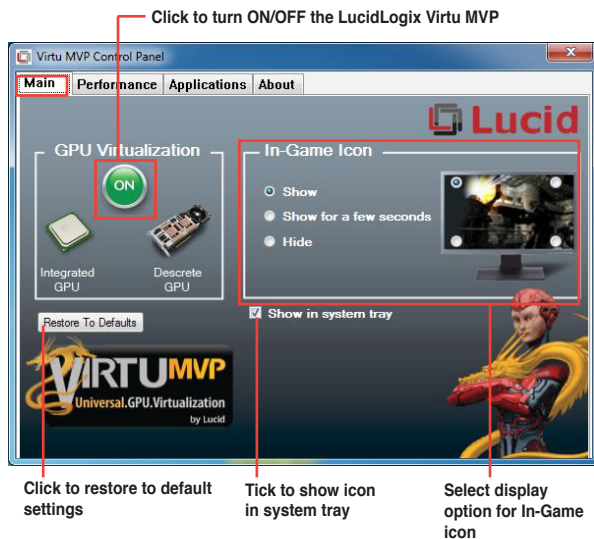 Click to turn ON/OFF the LucidLogix Virtu MVP
Virtu MVP Control Panel
Main Performance Applications About
Lucid
GPU Virtualization
ON
Integrated
GPU
Descrete
GPU
In-Game Icon
Show
Show for a few seconds
Hide
Restore To Defaults
Show in system tray
VIRTU MVP
Universal.GPU.Virtualization
by Lucid
Click to restore to default
settings
Tick to show icon
in system tray
Select display
option for In-Game
icon